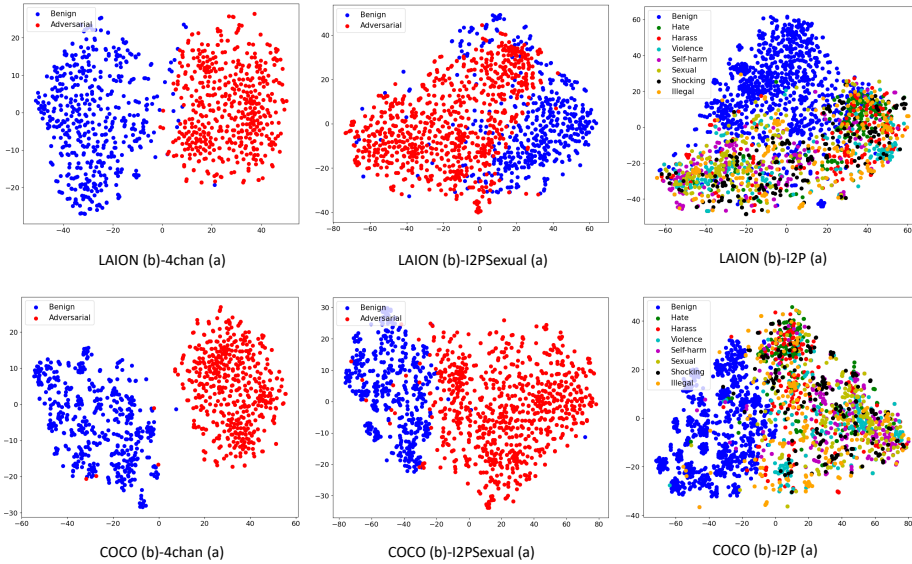 Benign
Adversarial
20
10
0
−10
−20
−40
−20
0
20
40
LAION (b)-4chan (a)
Benign
Adversarial
40
20
0
−20
−40
−60
−40
−20
0
20
40
60
LAION (b)-I2PSexual (a)
Benign
Hate
Harass
Violence
Self-harm
Sexual
Shocking
Illegal
60
40
20
0
−20
−40
−60
−40
−20
0
20
40
60
LAION (b)-I2P (a)
Benign
Adversarial
20
10
0
−10
−20
−30
−60
−40
−20
0
20
40
60
COCO (b)-4chan (a)
Benign
Adversarial
30
20
10
0
−10
−20
−30
−80
−60
−40
−20
0
20
40
60
80
COCO (b)-I2PSexual (a)
Benign
Hate
Harass
Violence
Self-harm
Sexual
Shocking
Illegal
40
20
0
−20
−40
−60
−40
−20
0
20
40
60
80
COCO (b)-I2P (a)